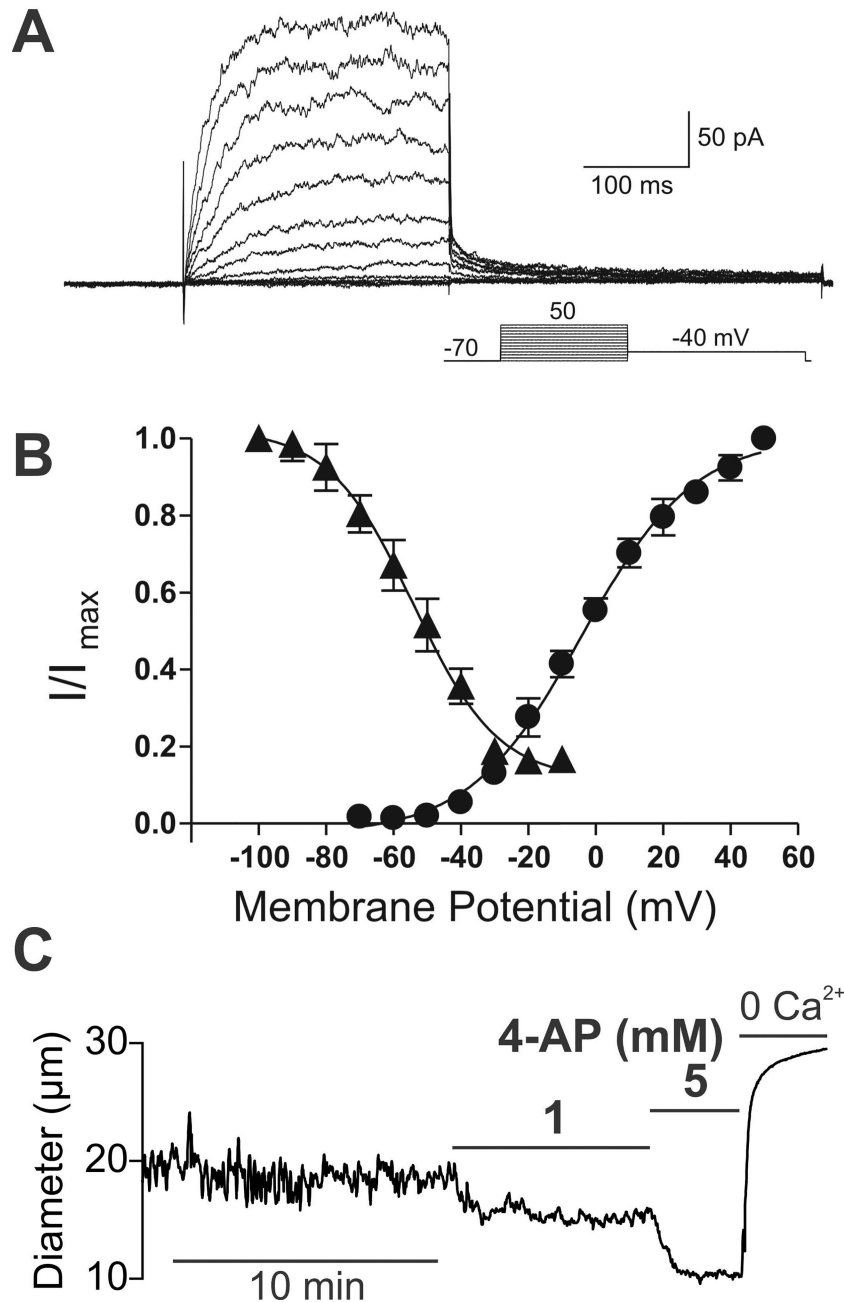 A
50 pA
100 ms
50
-70
-40 mV
B
1.0
0.8
0.6
0.4
0.2
0.0
I/Imax
-100 -80 -60 -40 -20 0 20 40 60
Membrane Potential (mV)
C
0 Ca²⁺
4-AP (mM)
5
1
30
20
10
Diameter (µm)
10 min